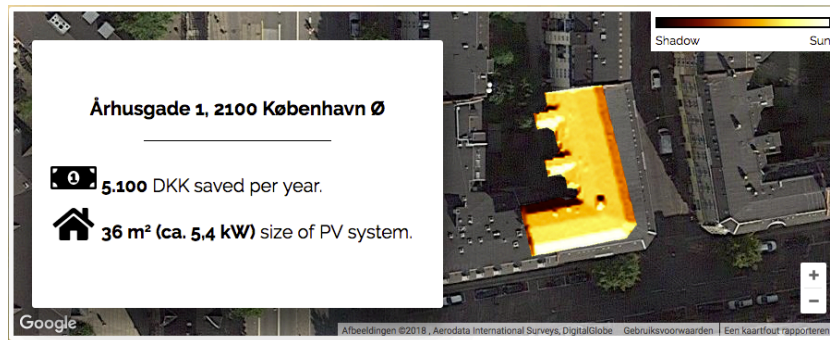 Shadow Sun
Århusgade 1, 2100 København Ø
1
5.100 DKK saved per year.
36 m² (ca. 5,4 kW) size of PV system.
+
−
Google
Afbeeldingen ©2018 , Aerodata International Surveys, DigitalGlobe Gebruiksvoorwaarden Een kaartfout rapporteren